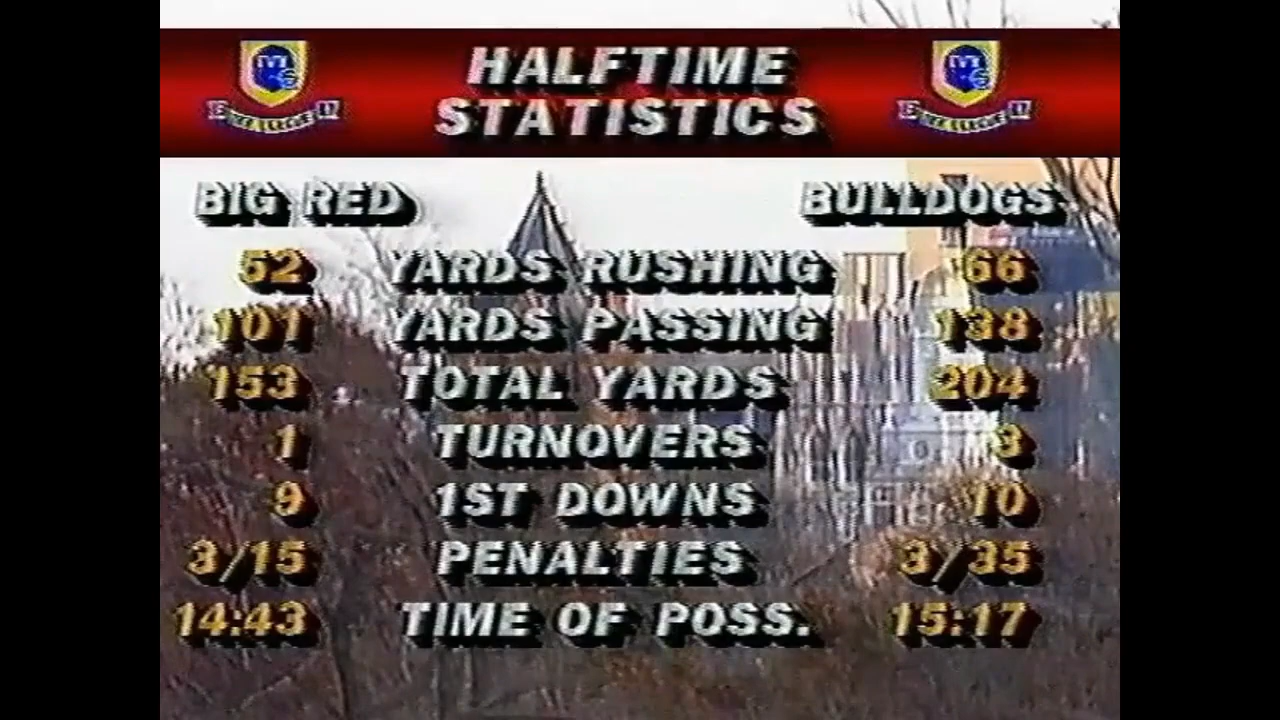 HALFTIME
STATISTICS
BIG RED BULLDOGS
52 YARDS RUSHING 66
101 YARDS PASSING 138
153 TOTAL YARDS 204
1 TURNOVERS 3
9 1ST DOWNS 10
3/15 PENALTIES 3/35
14:43 TIME OF POSS. 15:17